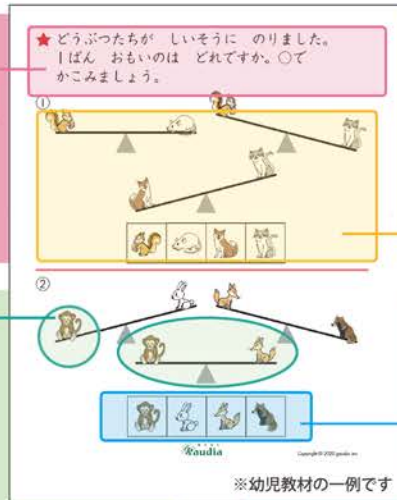 ★ どうぶつたちが しいそうに のりました。
1ばん おもいのは どれですか。○で
かこみましょう。
①
②
gaudia
Copyright © 2020 gaudia inc
※幼児教材の一例です